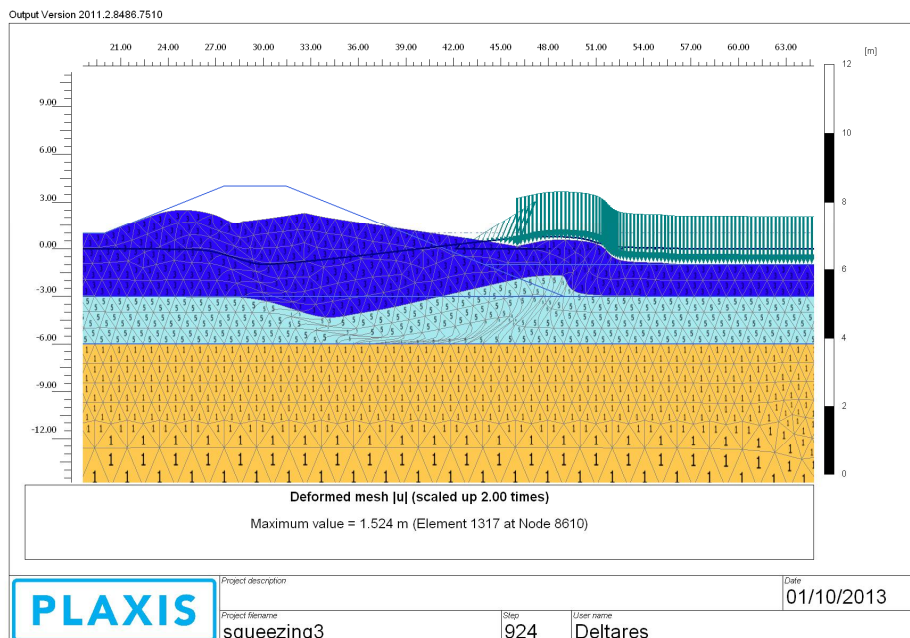 Output Version 2011.2.8486.7510
21.00 24.00 27.00 30.00 33.00 36.00 39.00 42.00 45.00 48.00 51.00 54.00 57.00 60.00 63.00
[m]
12
10
9.00
6.00
8
3.00
0.00
6
-3.00
4
-6.00
-9.00
2
-12.00
0
Deformed mesh |u| (scaled up 2.00 times)
Maximum value = 1.524 m (Element 1317 at Node 8610)
Project description
Date
01/10/2013
PLAXIS
Project filename
squeezing3
Step
924
User name
Deltares